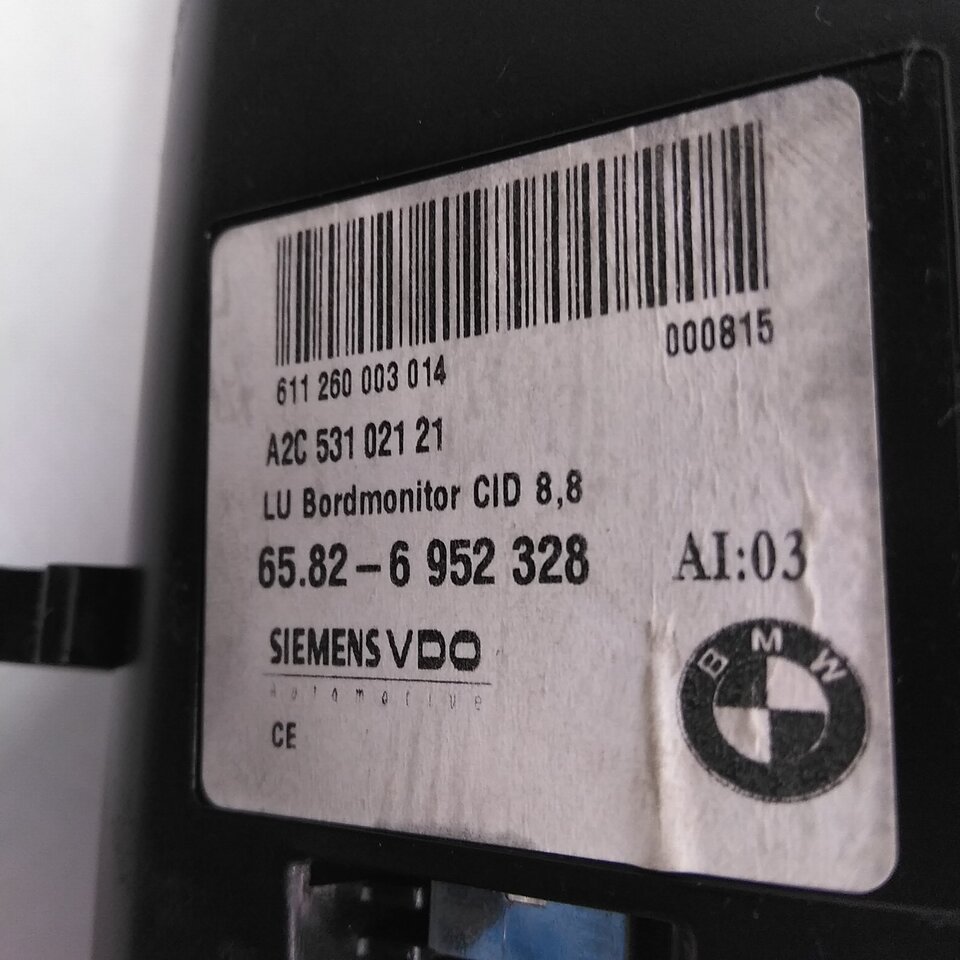 000815
611 260 003 014
A2C 531 021 21
LU Bordmonitor CID 8,8
65.82-6 952 328 AI:03
SIEMENS VDO
Automotive
CE
BMW